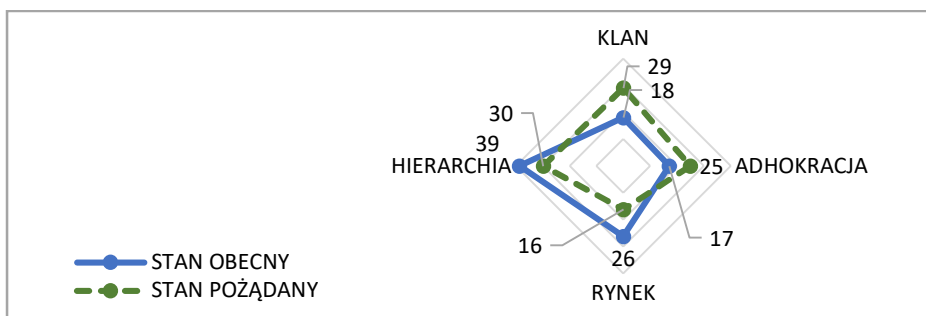 KLAN
29
18
30
39
HIERARCHIA
25
ADHOKRACJA
16
17
26
RYNEK
STAN OBECNY
STAN POŻĄDANY